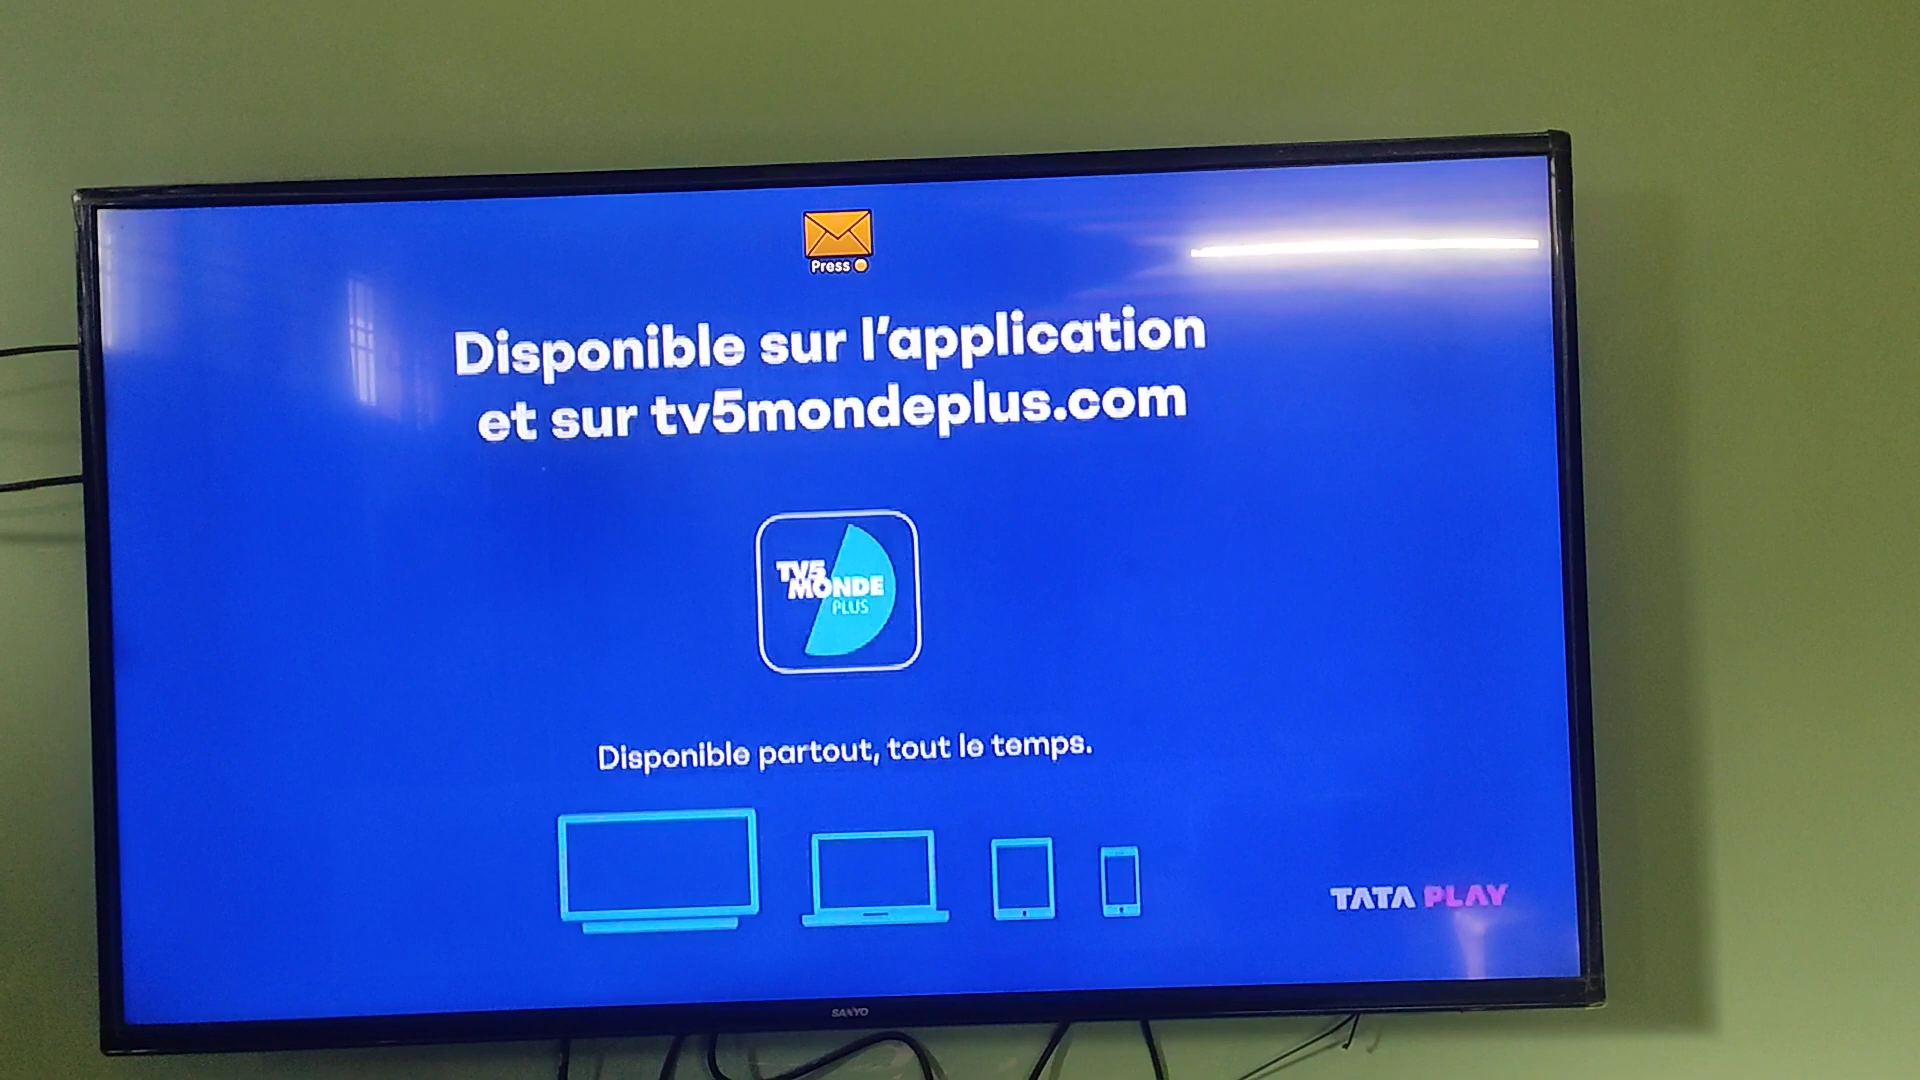 Press
Disponible sur l'application
et sur tv5mondeplus.com
TV5
MONDE
PLUS
Disponible partout, tout le temps.
TATA PLAY
SANYO